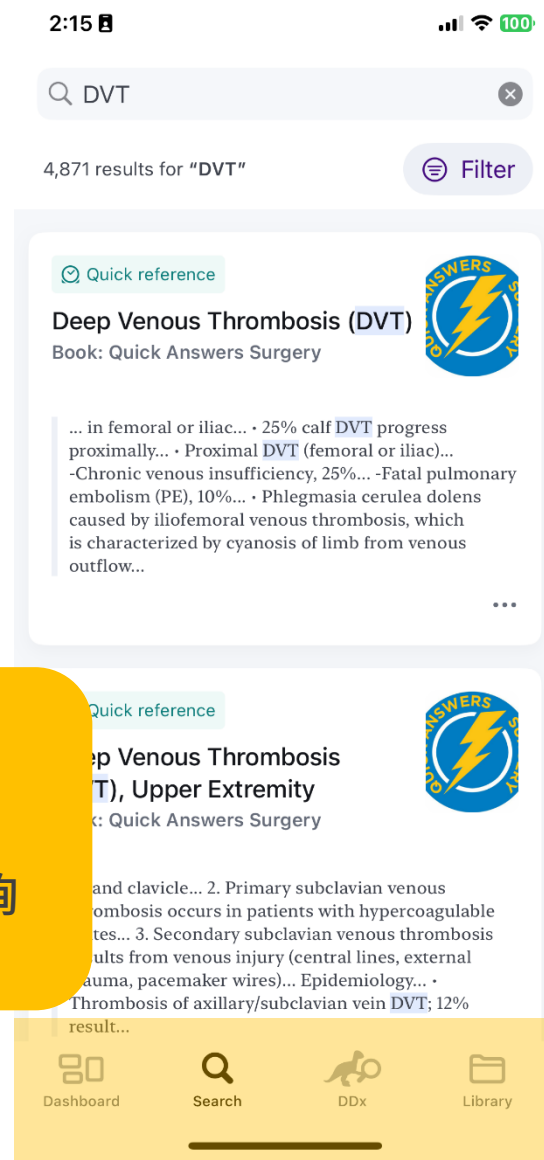 2:15
100
DVT
4,871 results for “DVT”
Filter
Quick reference
Deep Venous Thrombosis (DVT)
Book: Quick Answers Surgery
... in femoral or iliac... • 25% calf DVT progress
proximally... • Proximal DVT (femoral or iliac)...
-Chronic venous insufficiency, 25%... -Fatal pulmonary
embolism (PE), 10%... • Phlegmasia cerulea dolens
caused by iliofemoral venous thrombosis, which
is characterized by cyanosis of limb from venous
outflow...
Quick reference
Venous Thrombosis
Upper Extremity
Quick Answers Surgery
and clavicle... 2. Primary subclavian venous
occurs in patients with hypercoagulable
3. Secondary subclavian venous thrombosis
from venous injury (central lines, external
pacemaker wires)... Epidemiology... •
Thrombosis of axillary/subclavian vein DVT; 12%
result...
Dashboard
Search
DDx
Library